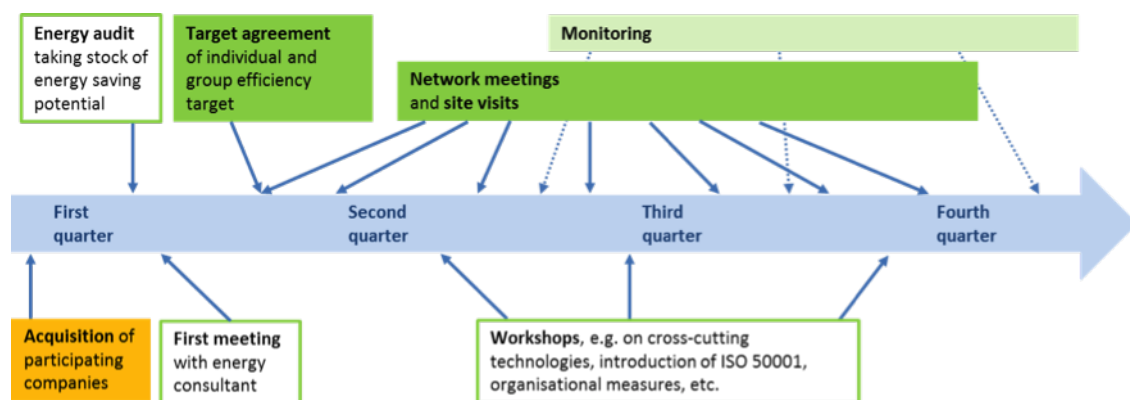 Energy audit
taking stock of
energy saving
potential
Target agreement
of individual and
group efficiency
target
Monitoring
Network meetings
and site visits
First
quarter
Second
quarter
Third
quarter
Fourth
quarter
Acquisition of
participating
companies
First meeting
with energy
consultant
Workshops, e.g. on cross-cutting
technologies, introduction of ISO 50001,
organisational measures, etc.